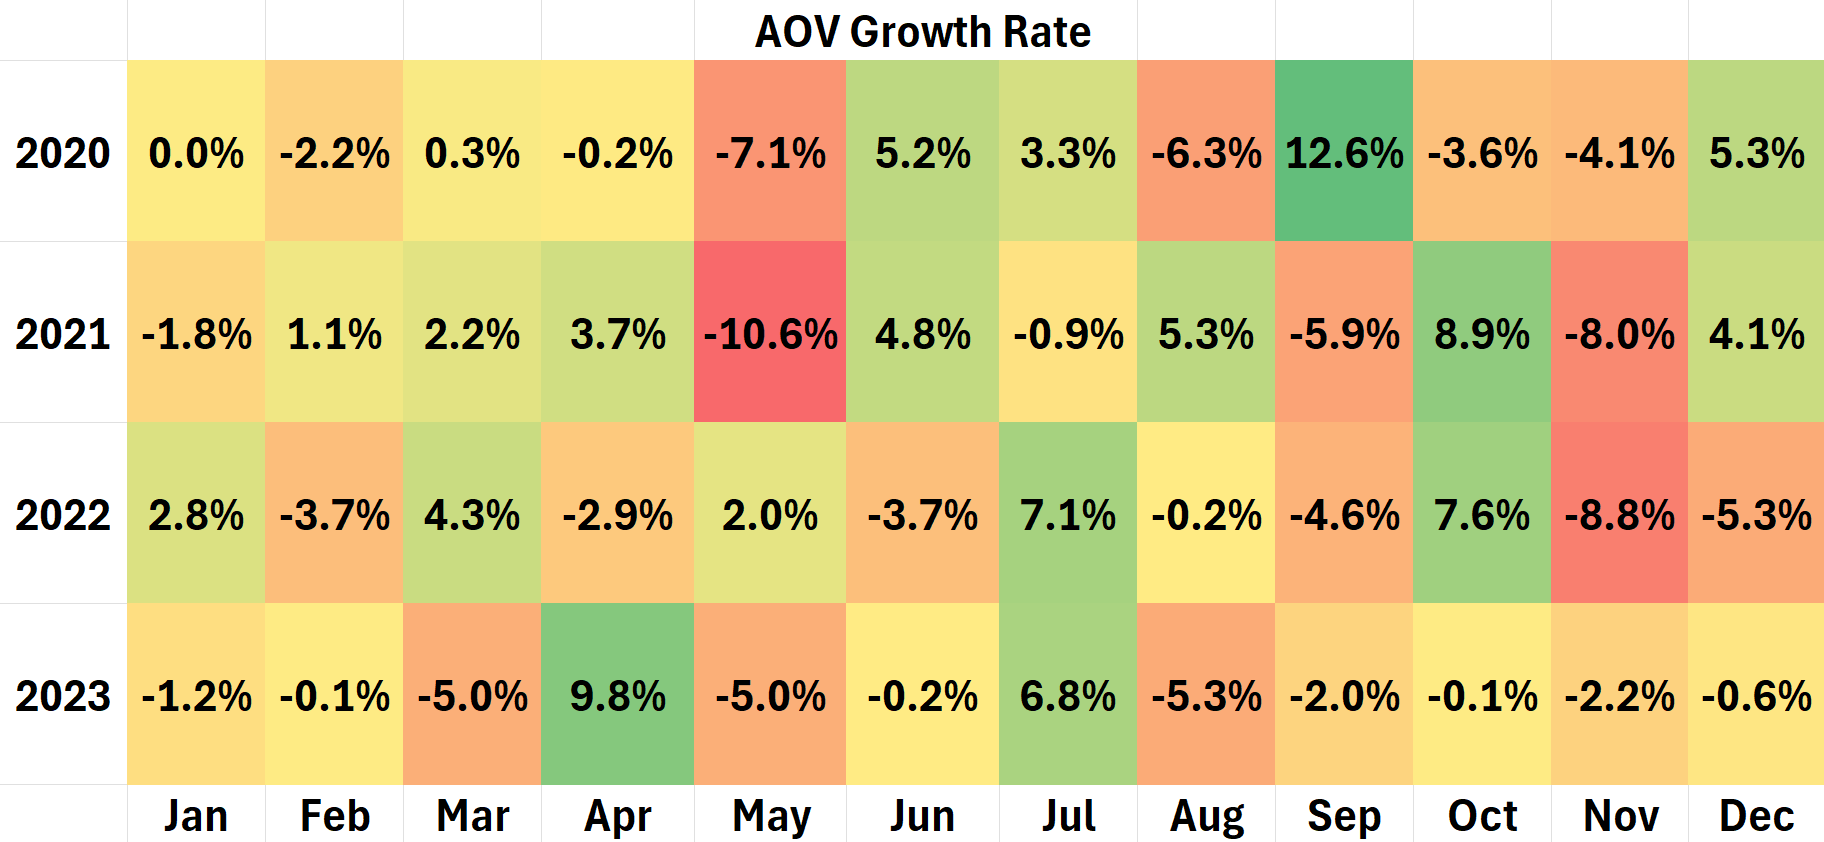 AOV Growth Rate
2020 0.0% -2.2% 0.3% -0.2% -7.1% 5.2% 3.3% -6.3% 12.6% -3.6% -4.1% 5.3%
2021 -1.8% 1.1% 2.2% 3.7% -10.6% 4.8% -0.9% 5.3% -5.9% 8.9% -8.0% 4.1%
2022 2.8% -3.7% 4.3% -2.9% 2.0% -3.7% 7.1% -0.2% -4.6% 7.6% -8.8% -5.3%
2023 -1.2% -0.1% -5.0% 9.8% -5.0% -0.2% 6.8% -5.3% -2.0% -0.1% -2.2% -0.6%
Jan Feb Mar Apr May Jun Jul Aug Sep Oct Nov Dec